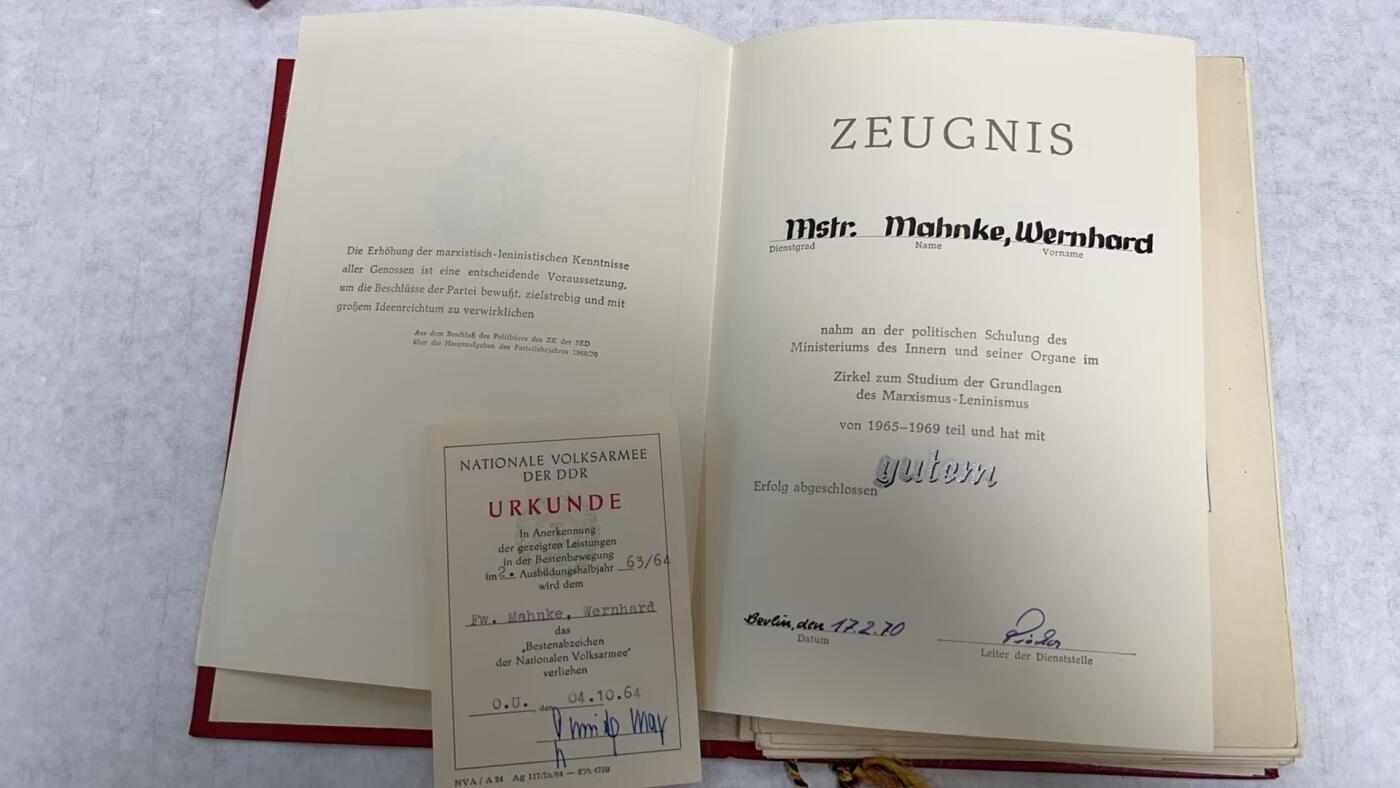 Die Erhöhung der marxistisch-leninistischen Kenntnisse
aller Genossen ist eine entscheidende Voraussetzung,
um die Beschlüsse der Partei bewußt, zielstrebig und mit
großem Ideenreichtum zu verwirklichen
Aus dem Beschluß des Politbüros des ZK der SED
über die Hauptaufgaben des Parteilehrjahres 1969/70
NATIONALE VOLKSARMEE
DER DDR
URKUNDE
In Anerkennung
der gezeigten Leistungen
in der Bestenbewegung
im 2. Ausbildungshalbjahr 63/64
wird dem
Fw. Mahnke, Wernhard
das
„Bestenabzeichen
der Nationalen Volksarmee"
verliehen
O.U., den 04.10.64
NVA / A 24 Ag 117/Ia/64 —
ZEUGNIS
Mstr. Mahnke, Wernhard
Dienstgrad Name Vorname
nahm an der politischen Schulung des
Ministeriums des Innern und seiner Organe im
Zirkel zum Studium der Grundlagen
des Marxismus-Leninismus
von 1965–1969 teil und hat mit
gutem
Erfolg abgeschlossen
Berlin, den 17.2.70
Datum
Leiter der Dienststelle